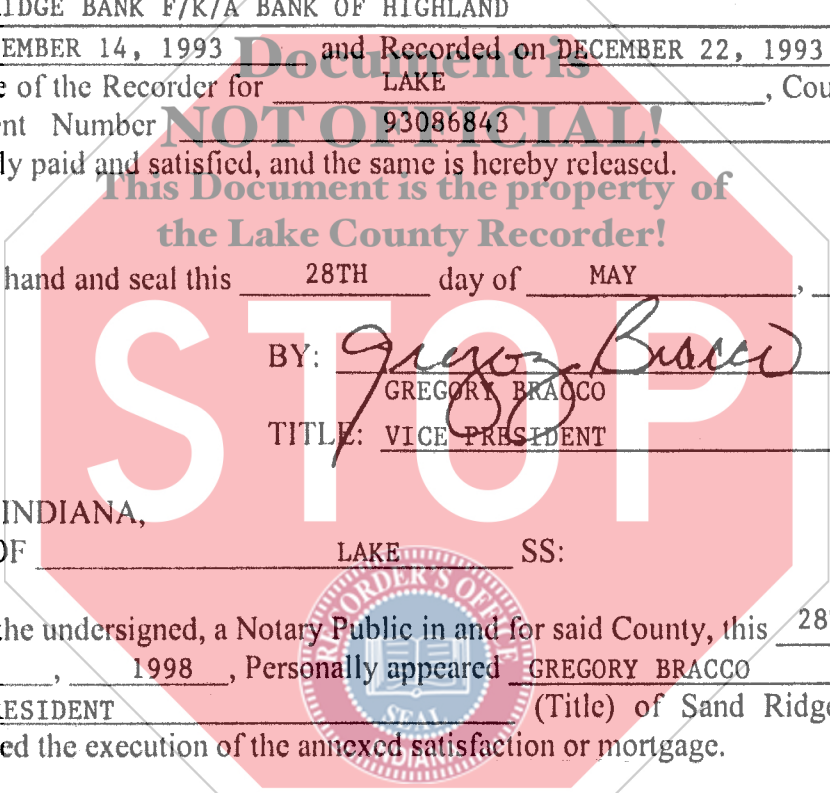 IDGE BANK F/K/A BANK OF HIGHLAND
EMBER 14, 1993 and Recorded on DECEMBER 22, 1993
Document is
e of the Recorder for LAKE , Cou
nt Number 93086843
NOT OFFICIAL!
ly paid and satisfied, and the same is hereby released.
This Document is the property of
the Lake County Recorder!
hand and seal this 28TH day of MAY ,
STOP
BY: Gregory Bracco
GREGORY BRACCO
TITLE: VICE PRESIDENT
INDIANA,
OF LAKE SS:
RECORDER'S OFFICE
the undersigned, a Notary Public in and for said County, this 28
, 1998 , Personally appeared GREGORY BRACCO
ESIDENT (Title) of Sand Ridge
SEAL
ed the execution of the annexed satisfaction or mortgage.
INDIANA